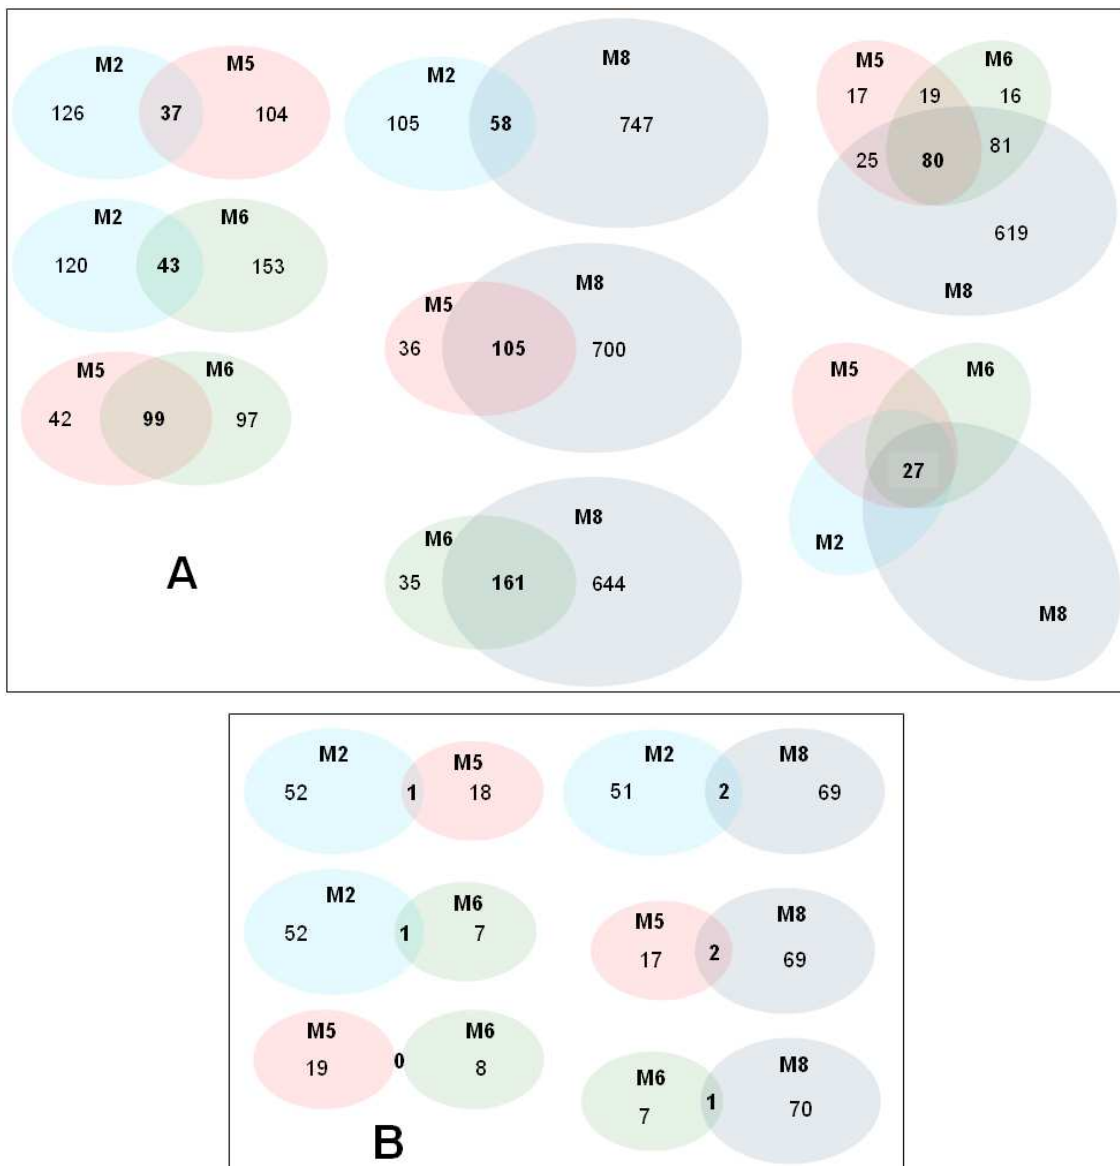 M2 M5
126 37 104
M2 M6
120 43 153
M5 M6
42 99 97
A
M2 M8
105 58 747
M5 M8
36 105 700
M6 M8
35 161 644
M5 M6
17 19 16
25 80 81
619
M8
M5 M6
27
M2
M8
M2 M5
52 1 18
M2 M6
52 1 7
M5 M6
19 0 8
B
M2 M8
51 2 69
M5 M8
17 2 69
M6 M8
7 1 70